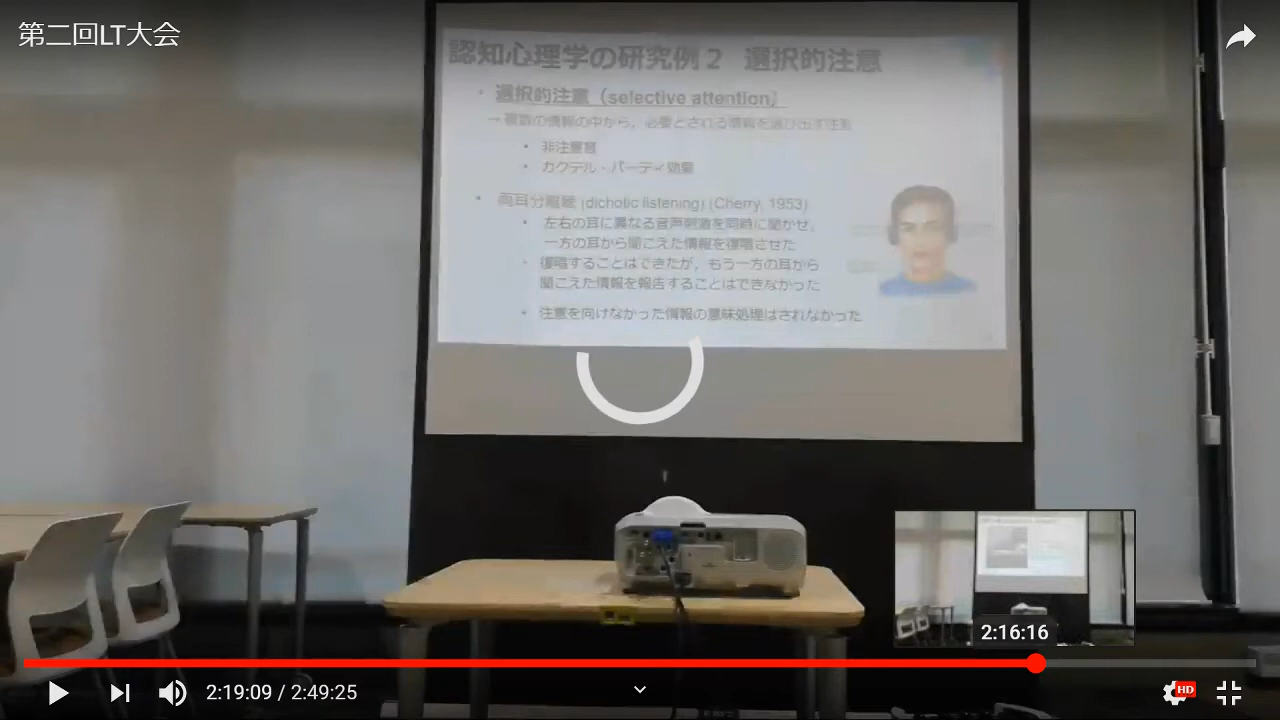 第二回LT大会
認知心理学の研究例２ 選択的注意
・ 選択的注意（selective attention）
→ 複数の情報の中から，必要とされる情報を選び出す注意
・ 非注意盲
・ カクテル・パーティ効果
・ 両耳分離聴 (dichotic listening) (Cherry, 1953)
・ 左右の耳に異なる音声刺激を同時に聞かせ，
一方の耳から聞こえた情報を復唱させた
・ 復唱することはできたが，もう一方の耳から
聞こえた情報を報告することはできなかった
・ 注意を向けなかった情報の意味処理はされなかった
2:16:16
2:19:09 / 2:49:25
HD